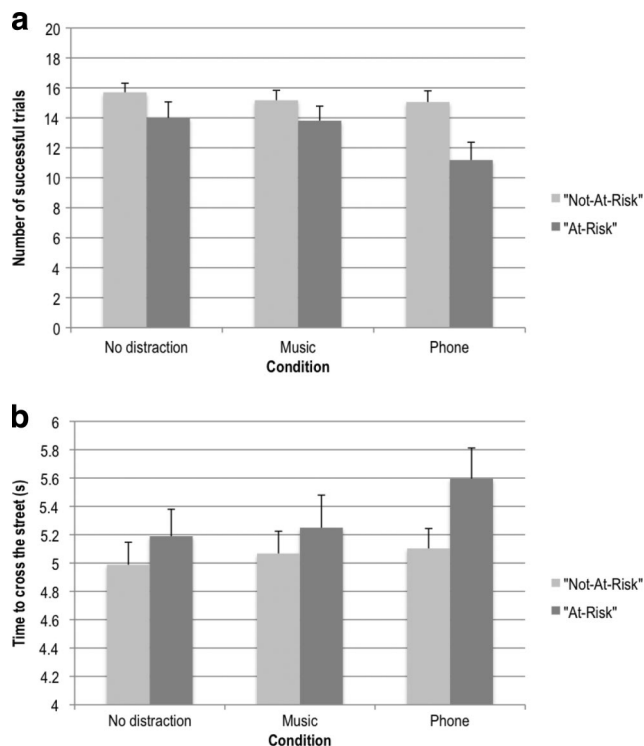 a
Number of successful trials
20
18
16
14
12
10
8
6
4
2
0
No distraction Music Phone
Condition
"Not-At-Risk"
"At-Risk"
b
Time to cross the street (s)
6
5.8
5.6
5.4
5.2
5
4.8
4.6
4.4
4.2
4
No distraction Music Phone
Condition
"Not-At-Risk"
"At-Risk"